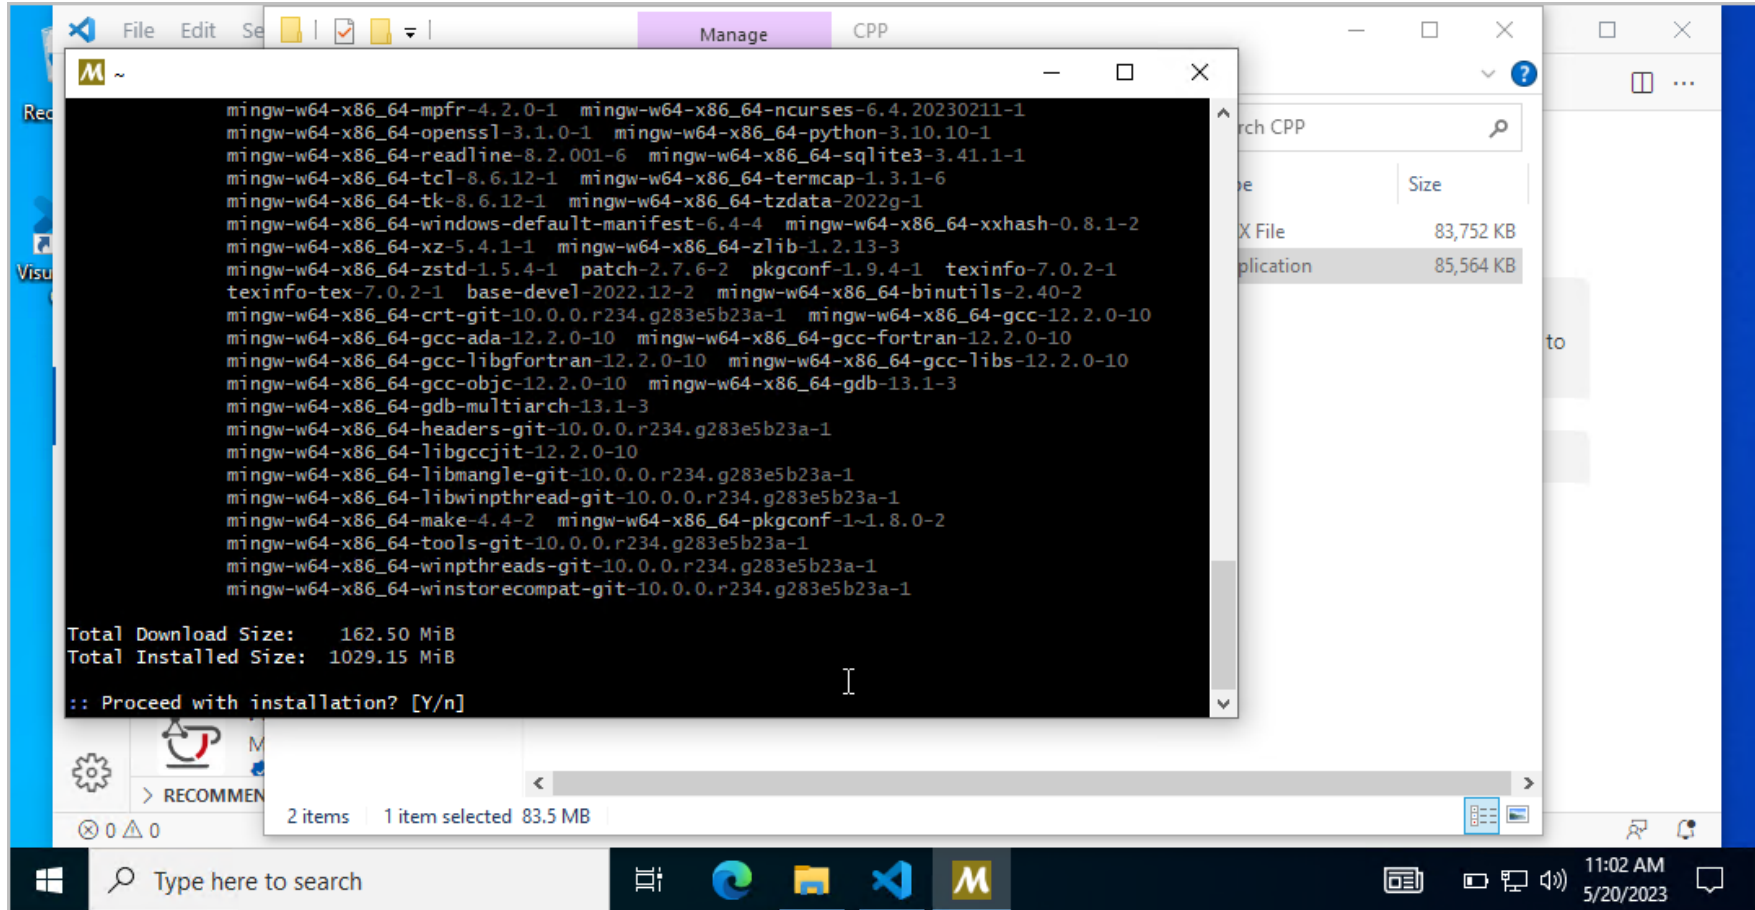 File Edit Se
Manage
CPP
~
Rec
rch CPP
pe
Size
X File
83,752 KB
plication
85,564 KB
Visu
to
mingw-w64-x86_64-mpfr-4.2.0-1 mingw-w64-x86_64-ncurses-6.4.20230211-1
mingw-w64-x86_64-openssl-3.1.0-1 mingw-w64-x86_64-python-3.10.10-1
mingw-w64-x86_64-readline-8.2.001-6 mingw-w64-x86_64-sqlite3-3.41.1-1
mingw-w64-x86_64-tcl-8.6.12-1 mingw-w64-x86_64-termcap-1.3.1-6
mingw-w64-x86_64-tk-8.6.12-1 mingw-w64-x86_64-tzdata-2022g-1
mingw-w64-x86_64-windows-default-manifest-6.4-4 mingw-w64-x86_64-xxhash-0.8.1-2
mingw-w64-x86_64-xz-5.4.1-1 mingw-w64-x86_64-zlib-1.2.13-3
mingw-w64-x86_64-zstd-1.5.4-1 patch-2.7.6-2 pkgconf-1.9.4-1 texinfo-7.0.2-1
texinfo-tex-7.0.2-1 base-devel-2022.12-2 mingw-w64-x86_64-binutils-2.40-2
mingw-w64-x86_64-crt-git-10.0.0.r234.g283e5b23a-1 mingw-w64-x86_64-gcc-12.2.0-10
mingw-w64-x86_64-gcc-ada-12.2.0-10 mingw-w64-x86_64-gcc-fortran-12.2.0-10
mingw-w64-x86_64-gcc-libgfortran-12.2.0-10 mingw-w64-x86_64-gcc-libs-12.2.0-10
mingw-w64-x86_64-gcc-objc-12.2.0-10 mingw-w64-x86_64-gdb-13.1-3
mingw-w64-x86_64-gdb-multiarch-13.1-3
mingw-w64-x86_64-headers-git-10.0.0.r234.g283e5b23a-1
mingw-w64-x86_64-libgccjit-12.2.0-10
mingw-w64-x86_64-libmangle-git-10.0.0.r234.g283e5b23a-1
mingw-w64-x86_64-libwinpthread-git-10.0.0.r234.g283e5b23a-1
mingw-w64-x86_64-make-4.4-2 mingw-w64-x86_64-pkgconf-1~1.8.0-2
mingw-w64-x86_64-tools-git-10.0.0.r234.g283e5b23a-1
mingw-w64-x86_64-winpthreads-git-10.0.0.r234.g283e5b23a-1
mingw-w64-x86_64-winstorecompat-git-10.0.0.r234.g283e5b23a-1
Total Download Size: 162.50 MiB
Total Installed Size: 1029.15 MiB
:: Proceed with installation? [Y/n]
M
RECOMMEN
0 0
2 items 1 item selected 83.5 MB
Type here to search
11:02 AM
5/20/2023